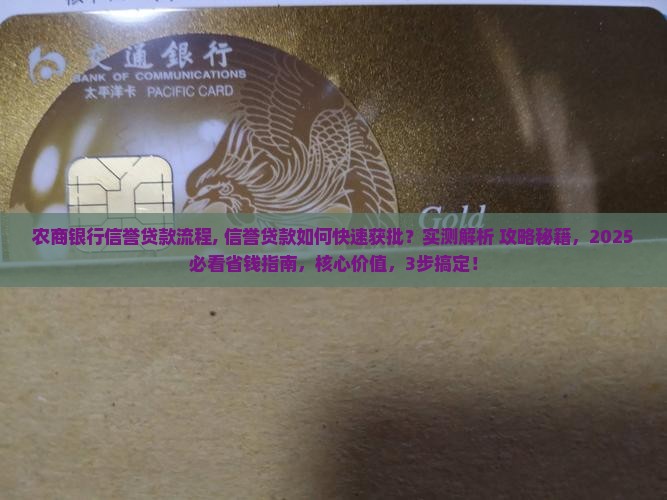 交通銀行
BANK OF COMMUNICATIONS
太平洋卡 PACIFIC CARD
Gold
农商银行信誉贷款流程, 信誉贷款如何快速获批？实测解析 攻略秘籍，2025
必看省钱指南，核心价值，3步搞定！